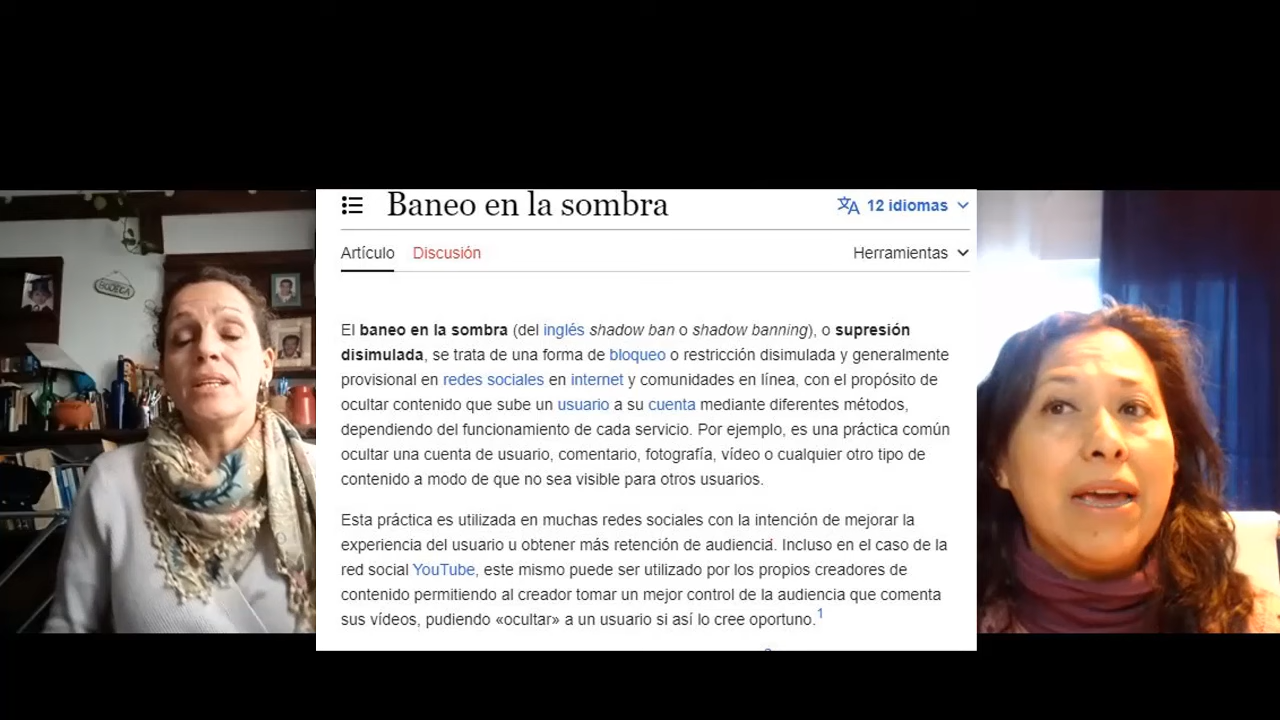 Baneo en la sombra
12 idiomas
Artículo Discusión Herramientas
El baneo en la sombra (del inglés shadow ban o shadow banning), o supresión
disimulada, se trata de una forma de bloqueo o restricción disimulada y generalmente
provisional en redes sociales en internet y comunidades en línea, con el propósito de
ocultar contenido que sube un usuario a su cuenta mediante diferentes métodos,
dependiendo del funcionamiento de cada servicio. Por ejemplo, es una práctica común
ocultar una cuenta de usuario, comentario, fotografía, vídeo o cualquier otro tipo de
contenido a modo de que no sea visible para otros usuarios.
Esta práctica es utilizada en muchas redes sociales con la intención de mejorar la
experiencia del usuario u obtener más retención de audiencia. Incluso en el caso de la
red social YouTube, este mismo puede ser utilizado por los propios creadores de
contenido permitiendo al creador tomar un mejor control de la audiencia que comenta
sus vídeos, pudiendo «ocultar» a un usuario si así lo cree oportuno.1